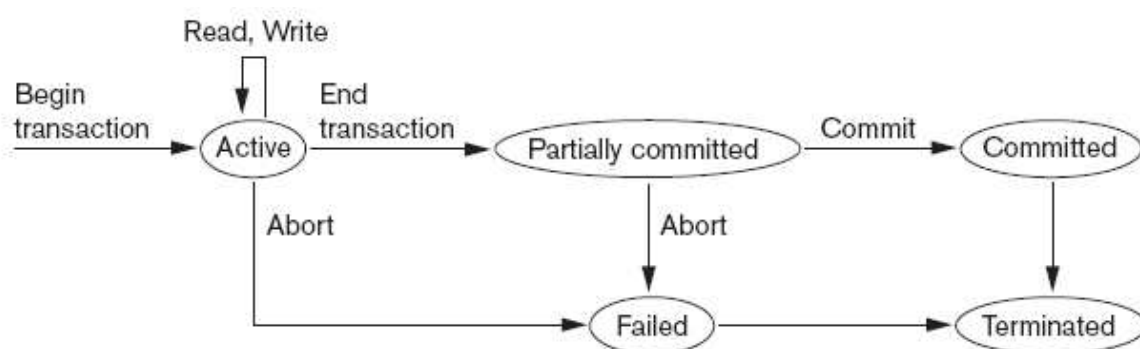 Read, Write
Begin
transaction
End
transaction
Active
Partially committed
Commit
Committed
Abort
Abort
Failed
Terminated